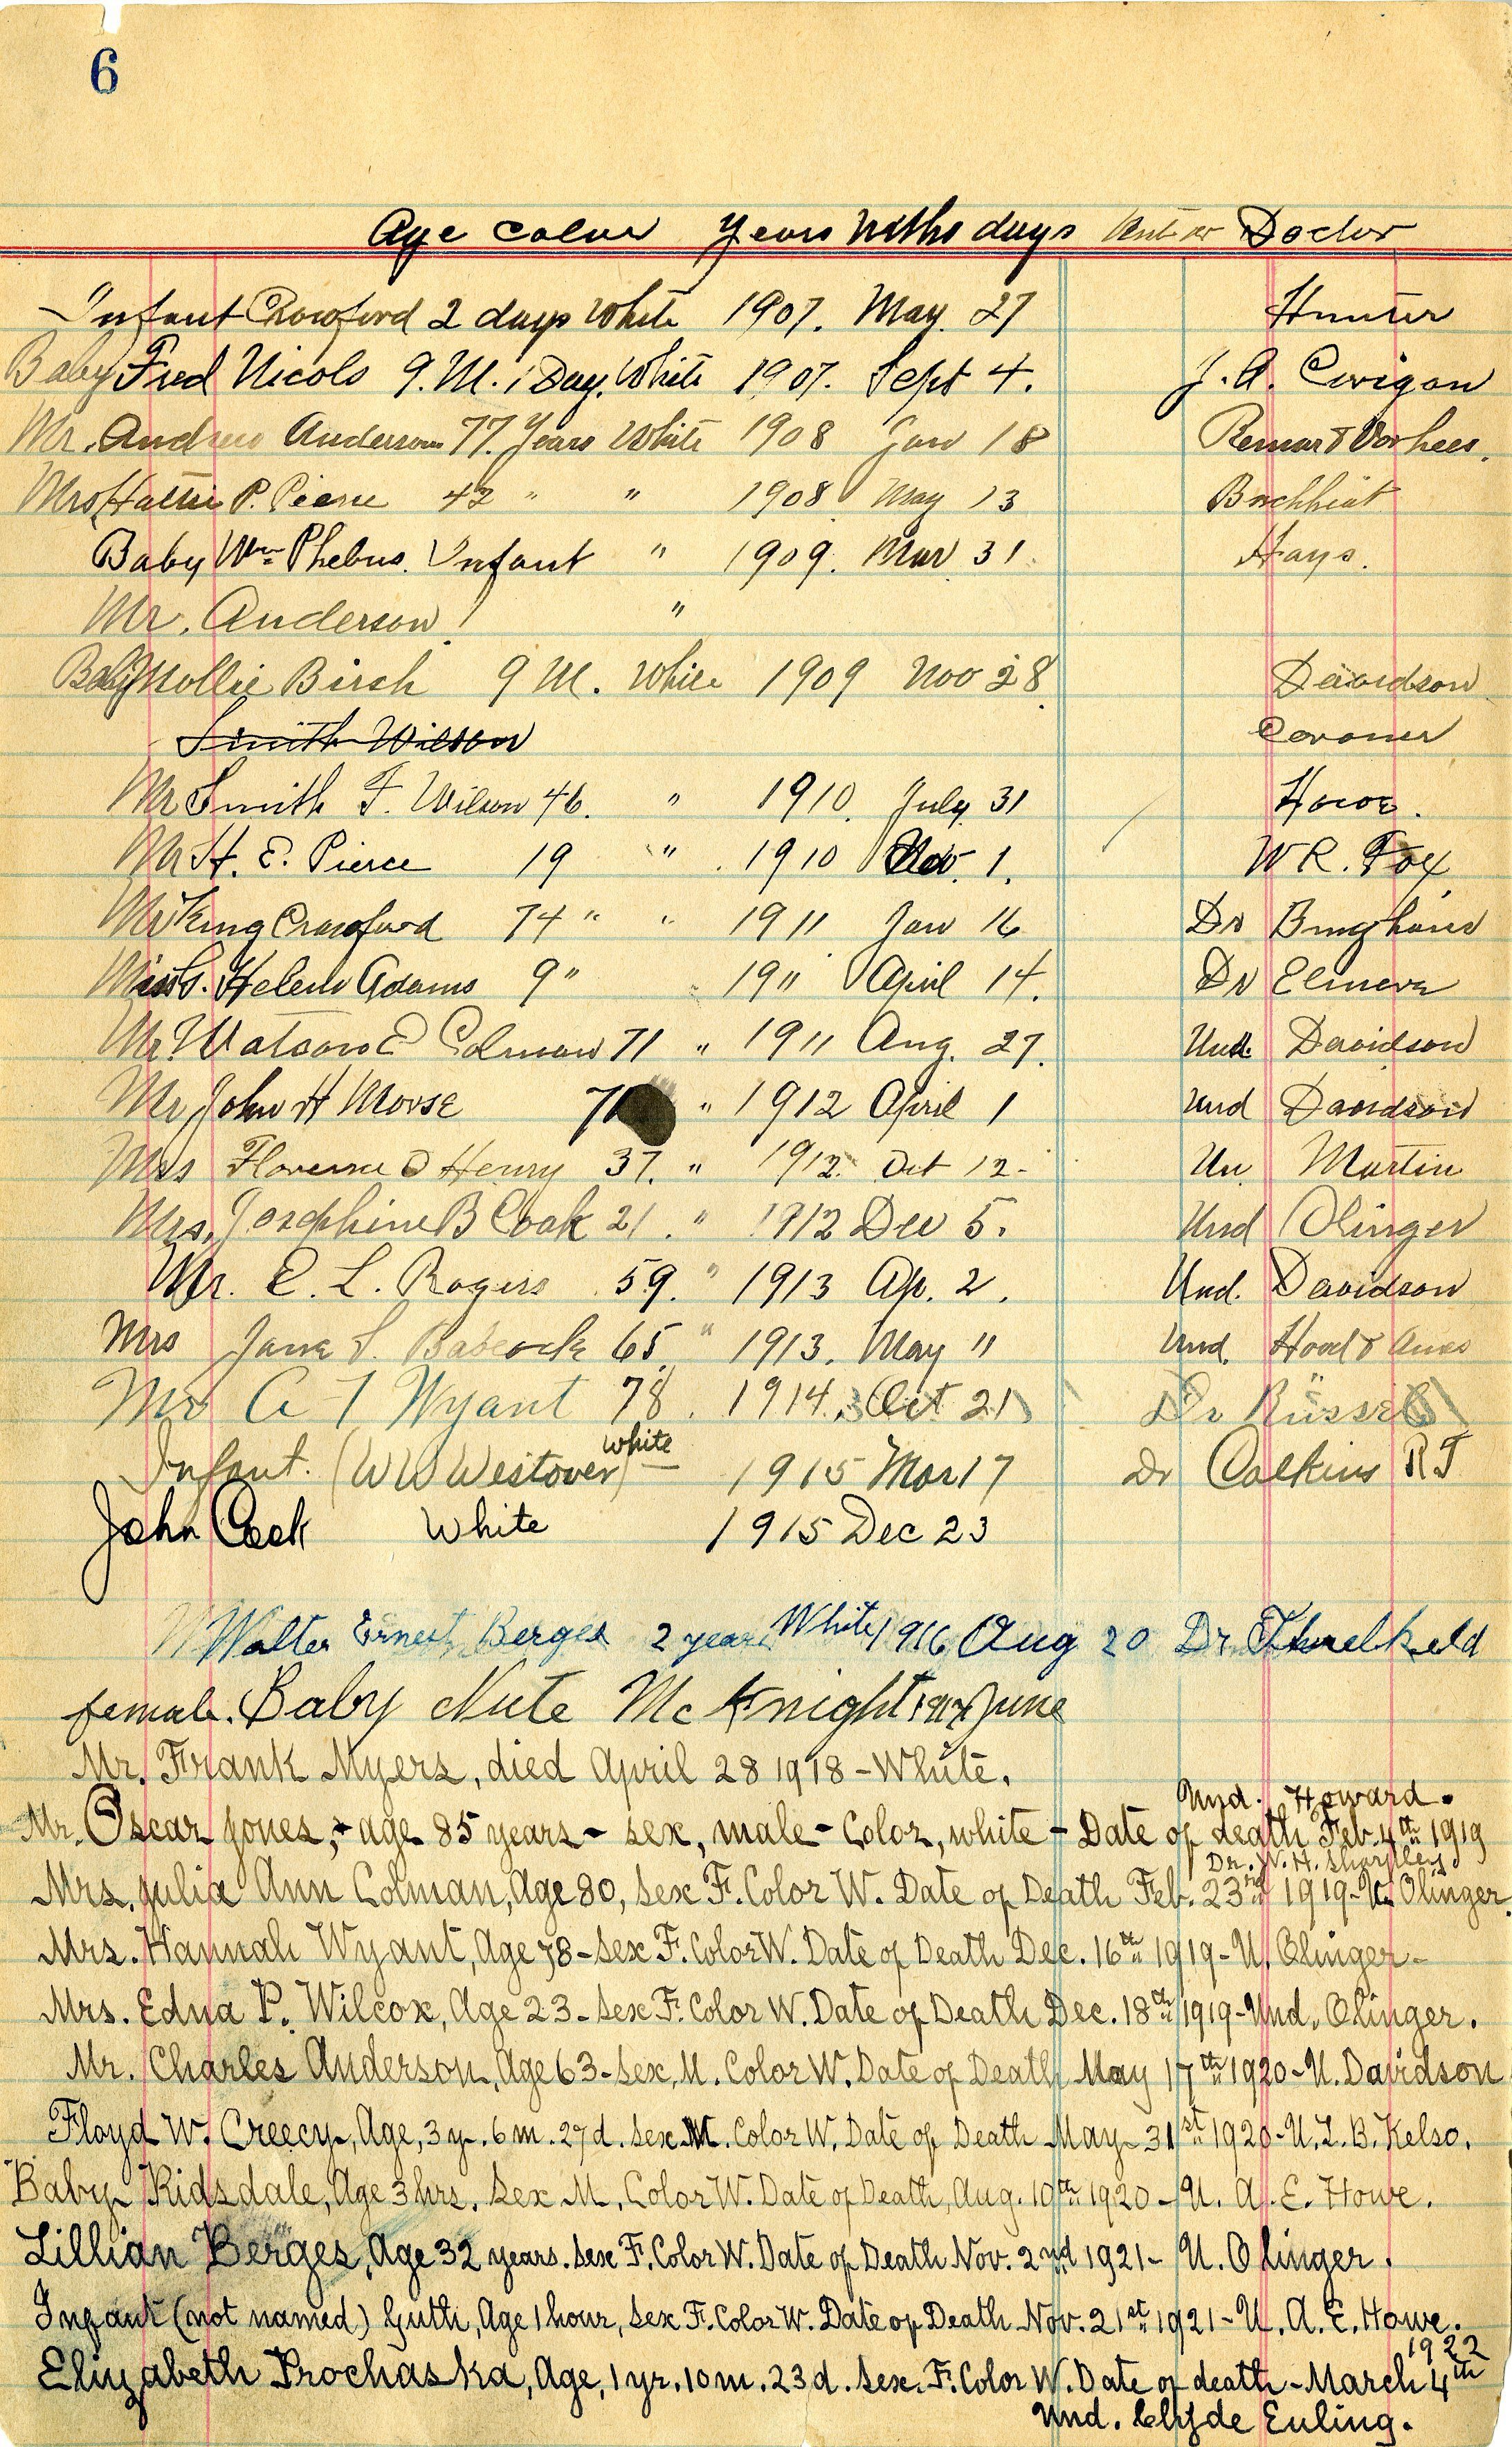 6
Age Color Years Mths days Und or Doctor
Infant Crawford 2 days White 1907. May. 27 Hunter
Baby Fred Nicols 9. M. 1 Day. White 1907. Sept 4. J. A. Corigan
Mr. Andrew Anderson 77. Years White 1908 Jan 18 Voorhees.
Mrs Hattie P. Pierce 42 " " 1908 May 13
Baby Wm Phebus. Infant " 1909. Mar 31 Hays.
Mr. Anderson "
Baby Mollie Birch 9 M. White 1909 Nov 28 Davidson
Smith Wilson Coroner
Mr Smith F. Wilson 46. " 1910. July 31 Howe.
Mr H. E. Pierce 19 " 1910 Nov. 1. W R. Fox
Mr King Crawford 74 " " 1911 Jan 16 Dr Bingham
Miss. Helen Adams 9 " 1911 April 14. Dr
Mr Watson E Colman 71 " 1911 Aug. 27. Und. Davidson
Mr John H Morse 71 " 1912 April 1 Und Davidson
Mrs Florence O Henry 37. " 1912. Oct 12. Un Martin
Mrs. Josephine B Cook 21. " 1912 Dec 5. Und Olinger
Mr. E. L. Rogers 59. " 1913 Ap. 2. Und. Davidson
Mrs Jane S. Babcock 65 " 1913. May 11 Und. Hood &
Mr A T Wyant 78. 1914. Oct 21 Dr Russel
Infant. (W W Westover) White 1915 Mar 17 Dr Calkins R T
John Cook White 1915 Dec 23
Walter Ernest Berges 2 years White 1916 Aug 20 Dr Threlkeld
female. Baby Nute McKnight 1917 June
Mr. Frank Myers, died April 28 1918 - White.
Und. Howard.
Mr. Oscar Jones, - age 85 years - sex, male - Color, white - Date of death Feb. 4th 1919
Dr. W. H. Sharpley
Mrs. Julia Ann Colman, Age 80, Sex F. Color W. Date of Death Feb. 23rd 1919 - U. Olinger.
Mrs. Hannah Wyant, Age 78 - Sex F. Color W. Date of Death Dec. 16th 1919 - U. Olinger -
Mrs. Edna P. Wilcox, Age 23 - Sex F. Color W. Date of Death Dec. 18th 1919 - Und. Olinger.
Mr. Charles Anderson, Age 63 - Sex, M. Color W. Date of Death May 17th 1920 - U. Davidson
Floyd W. Creecy, Age, 3 y. 6 m. 27 d. Sex M. Color W. Date of Death May 31st 1920 - U. L. B. Kelso.
Baby Ridsdale, Age 3 hrs. Sex M. Color W. Date of Death, Aug. 10th 1920 - U. A. E. Howe.
Lillian Berges, Age 32 years. Sex F. Color W. Date of Death Nov. 2nd 1921 - U. Olinger.
Infant (not named) Guth, Age 1 hour, Sex F. Color W. Date of Death Nov. 21st 1921 - U. A. E. Howe.
1922
Elizabeth Prochaska, Age, 1 yr. 10 m. 23 d. Sex. F. Color W. Date of death - March 4th
Und. Clyde Euling.